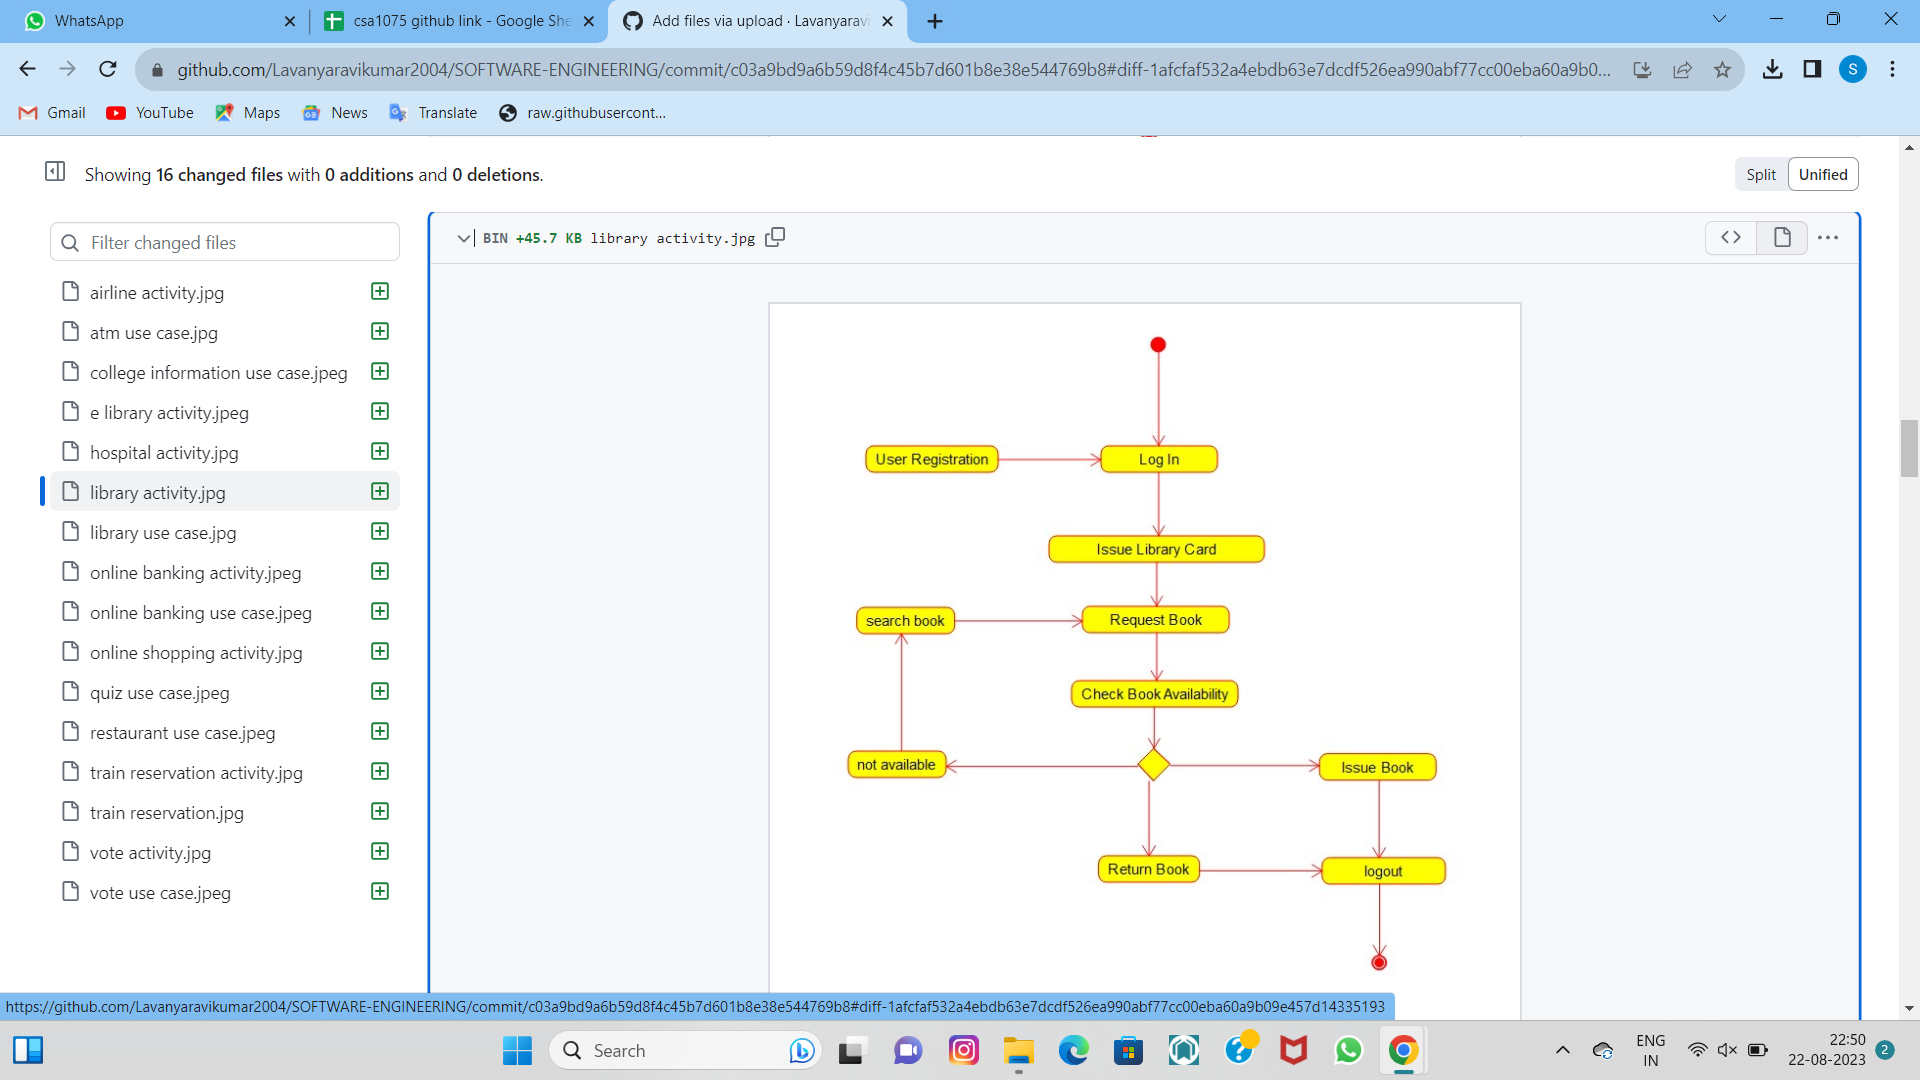 WhatsApp
csa1075 github link - Google She
Add files via upload · Lavanyaravi
github.com/Lavanyaravikumar2004/SOFTWARE-ENGINEERING/commit/c03a9bd9a6b59d8f4c45b7d601b8e38e544769b8#diff-1afcfaf532a4ebdb63e7dcdf526ea990abf77cc00eba60a9b0...
S
Gmail
YouTube
Maps
News
Translate
raw.githubusercont...
Showing 16 changed files with 0 additions and 0 deletions.
Split
Unified
Filter changed files
BIN +45.7 KB library activity.jpg
airline activity.jpg
atm use case.jpg
college information use case.jpeg
e library activity.jpeg
hospital activity.jpg
library activity.jpg
library use case.jpg
online banking activity.jpeg
online banking use case.jpeg
online shopping activity.jpg
quiz use case.jpeg
restaurant use case.jpeg
train reservation activity.jpg
train reservation.jpg
vote activity.jpg
vote use case.jpeg
User Registration
Log In
Issue Library Card
search book
Request Book
Check Book Availability
not available
Issue Book
Return Book
logout
https://github.com/Lavanyaravikumar2004/SOFTWARE-ENGINEERING/commit/c03a9bd9a6b59d8f4c45b7d601b8e38e544769b8#diff-1afcfaf532a4ebdb63e7dcdf526ea990abf77cc00eba60a9b09e457d14335193
Search
ENG
IN
22:50
22-08-2023
2